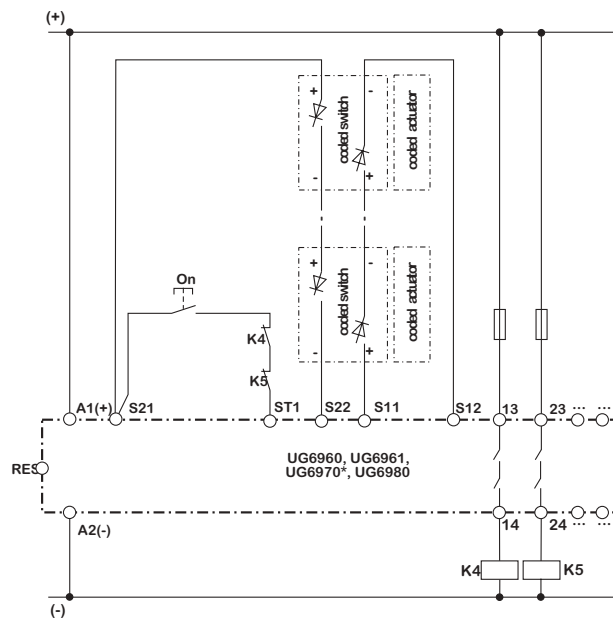 (+)
+
-
coded switch
coded actuator
-
+
+
-
coded switch
coded actuator
-
+
On
K4
K5
A1(+)
S21
ST1
S22
S11
S12
13
23
...
...
UG6960, UG6961,
UG6970*, UG6980
RES
A2(-)
14
24
...
...
K4
K5
(-)